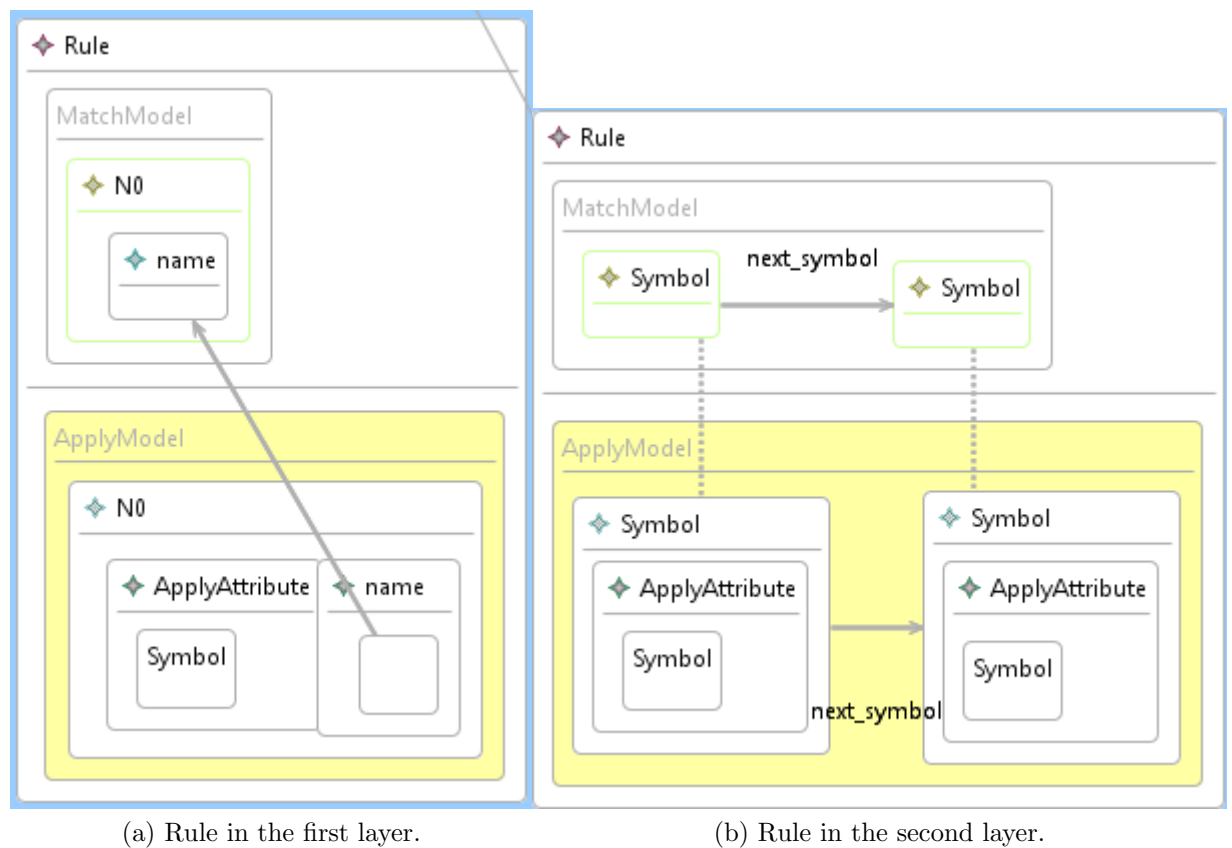 Rule
MatchModel
N0
name
ApplyModel
N0
ApplyAttribute
name
Symbol
(a) Rule in the first layer.
Rule
MatchModel
next_symbol
Symbol
Symbol
ApplyModel
Symbol
Symbol
ApplyAttribute
ApplyAttribute
Symbol
Symbol
next_symbol
(b) Rule in the second layer.